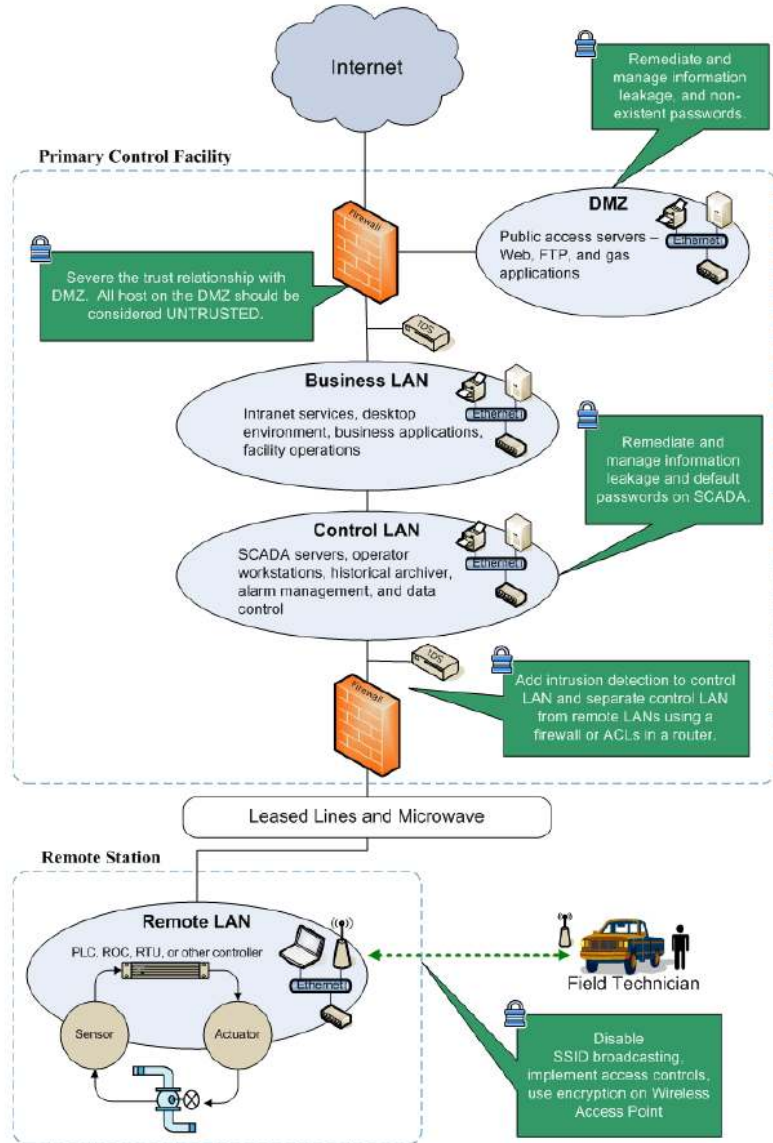 Internet
Remediate and
manage information
leakage, and non-
existent passwords.
Primary Control Facility
Firewall
DMZ
Public access servers –
Web, FTP, and gas
applications
Ethernet
Severe the trust relationship with
DMZ. All host on the DMZ should be
considered UNTRUSTED.
IDS
Business LAN
Intranet services, desktop
environment, business applications,
facility operations
Ethernet
Remediate and
manage information
leakage and default
passwords on SCADA.
Control LAN
SCADA servers, operator
workstations, historical archiver,
alarm management, and data
control
Ethernet
IDS
Firewall
Add intrusion detection to control
LAN and separate control LAN
from remote LANs using a
firewall or ACLs in a router.
Leased Lines and Microwave
Remote Station
Remote LAN
PLC, ROC, RTU, or other controller
Ethernet
Sensor
Actuator
Field Technician
Disable
SSID broadcasting,
implement access controls,
use encryption on Wireless
Access Point